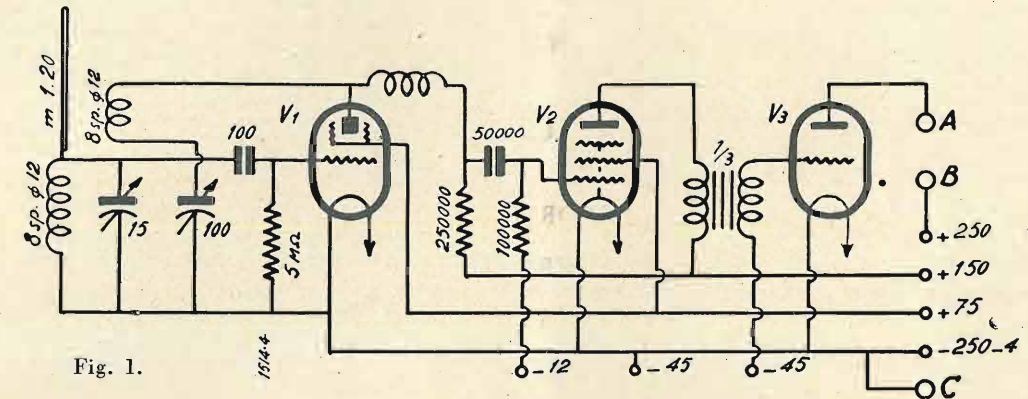 m 1.20
8 sp. φ 12
8 sp. φ 12
15
100
100
5 MΩ
V1
250000
50000
100000
V2
1/3
V3
A
B
+ 250
+ 150
+ 75
-250-4
C
-12
-45
-45
1514-4
Fig. 1.